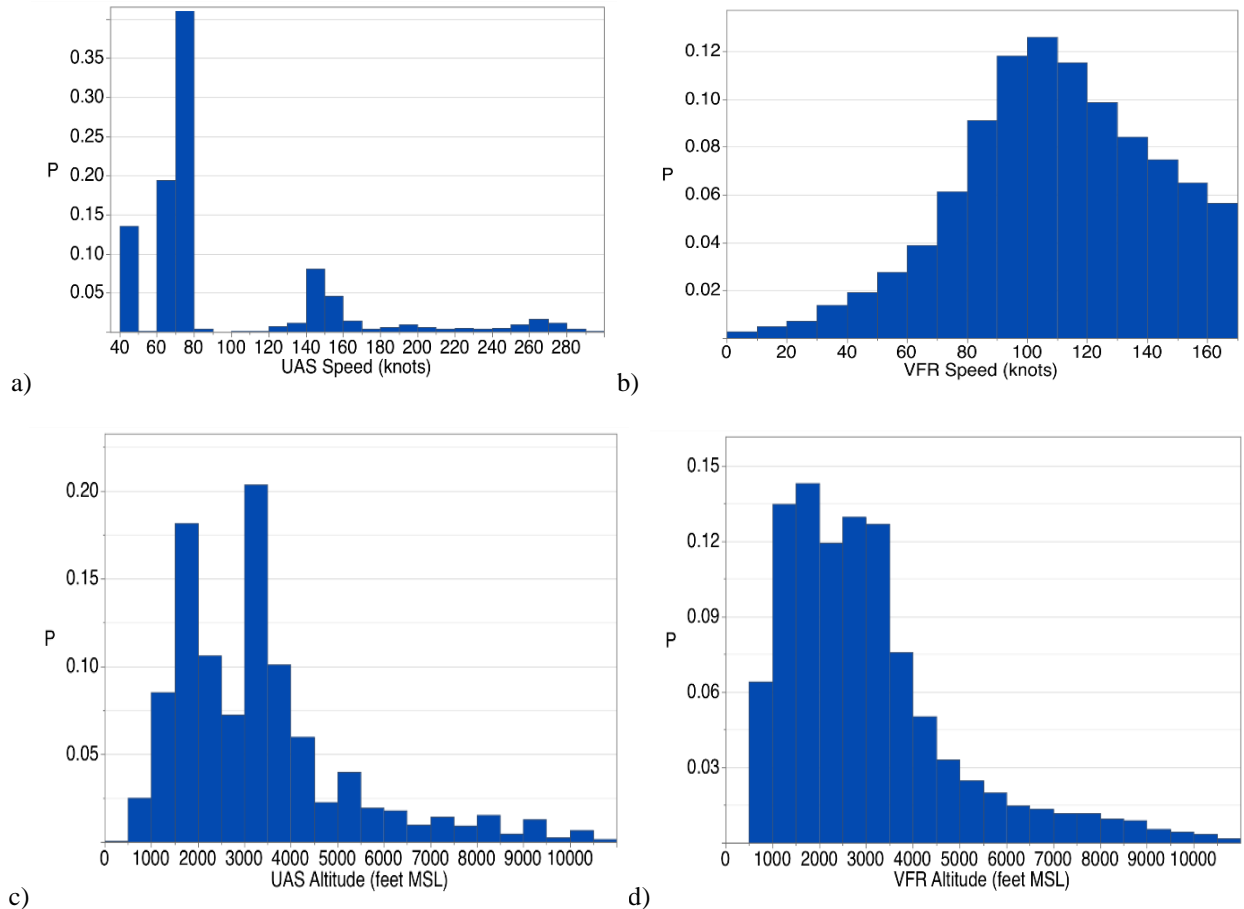 0.35
0.30
0.25
0.20
0.15
0.10
0.05
P
40 60 80 100 120 140 160 180 200 220 240 260 280
UAS Speed (knots)
a)
0.12
0.10
0.08
0.06
0.04
0.02
P
0 20 40 60 80 100 120 140 160
VFR Speed (knots)
b)
0.20
0.15
0.10
0.05
P
1000 2000 3000 4000 5000 6000 7000 8000 9000 10000
UAS Altitude (feet MSL)
c)
0.15
0.12
0.09
0.06
0.03
P
0 1000 2000 3000 4000 5000 6000 7000 8000 9000 10000
VFR Altitude (feet MSL)
d)